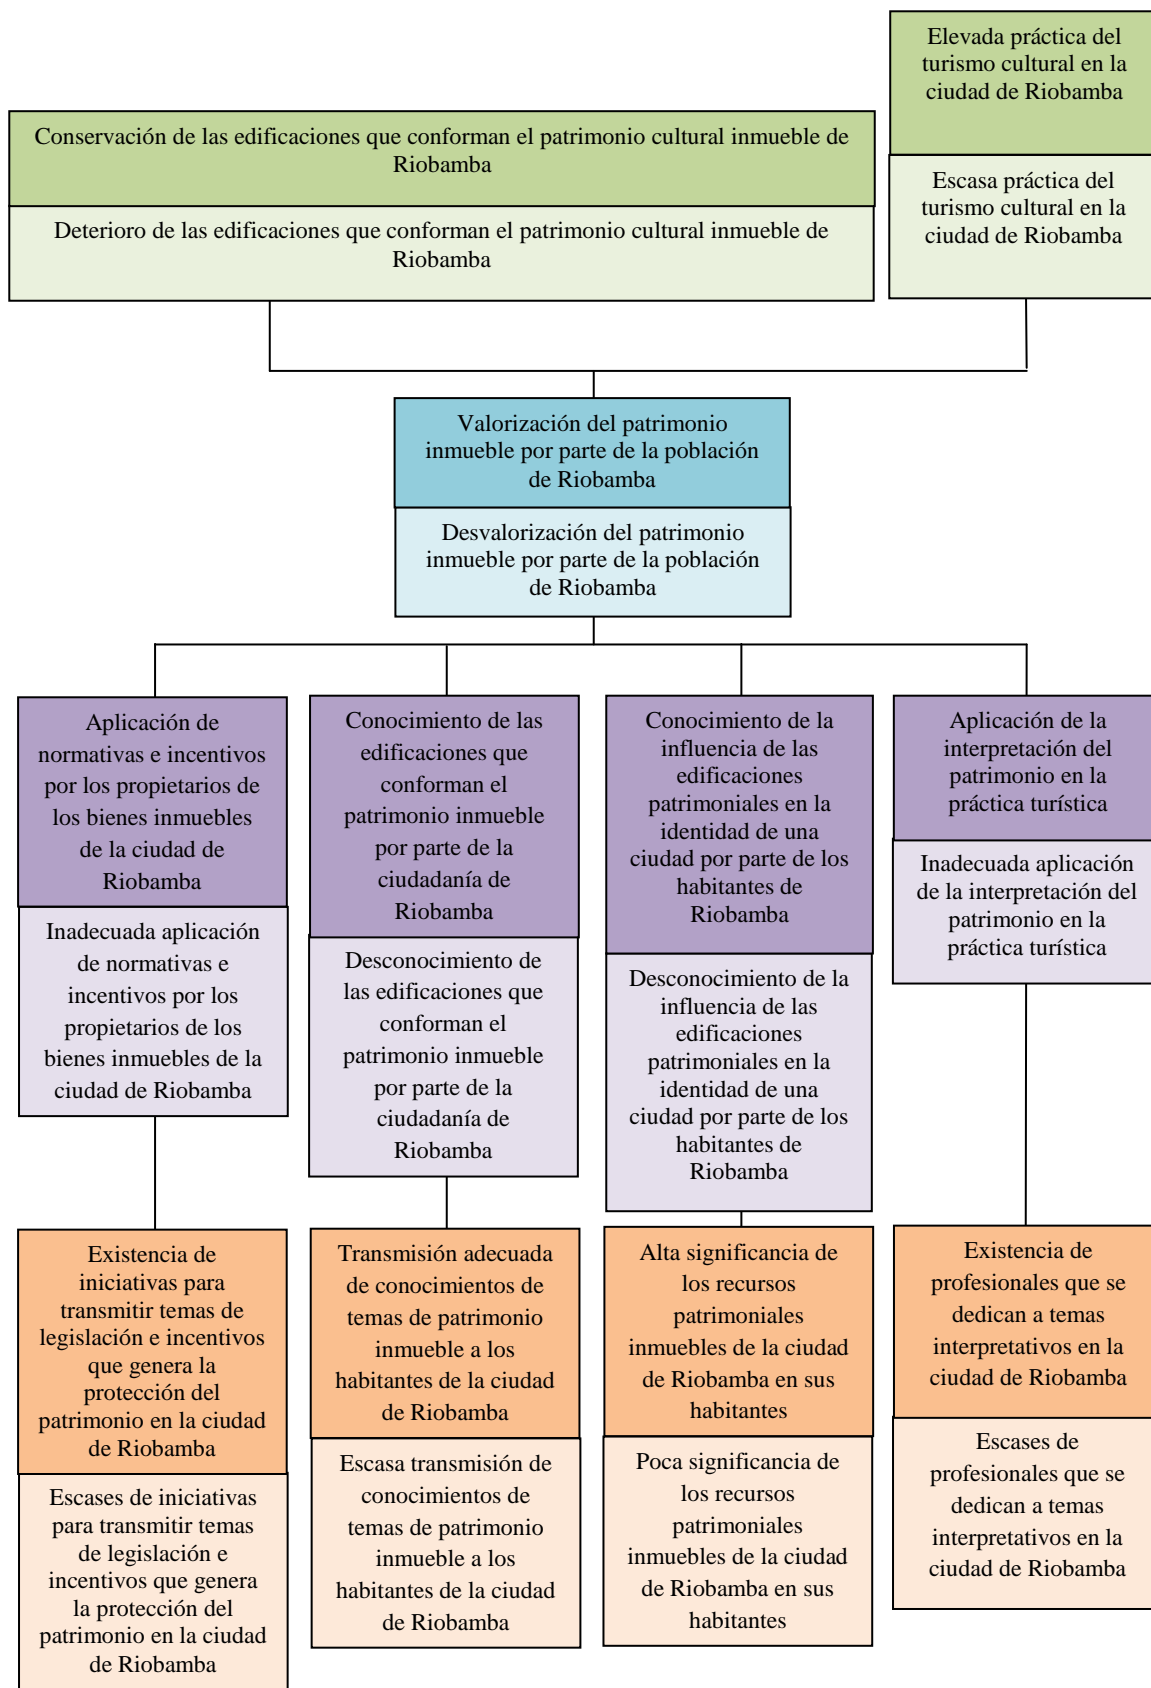 Elevada práctica del
turismo cultural en la
ciudad de Riobamba
Conservación de las edificaciones que conforman el patrimonio cultural inmueble de
Riobamba
Escasa práctica del
turismo cultural en la
ciudad de Riobamba
Deterioro de las edificaciones que conforman el patrimonio cultural inmueble de
Riobamba
Valorización del patrimonio
inmueble por parte de la población
de Riobamba
Desvalorización del patrimonio
inmueble por parte de la población
de Riobamba
Aplicación de
normativas e incentivos
por los propietarios de
los bienes inmuebles
de la ciudad de
Riobamba
Inadecuada aplicación
de normativas e
incentivos por los
propietarios de los
bienes inmuebles de la
ciudad de Riobamba
Conocimiento de las
edificaciones que
conforman el
patrimonio inmueble
por parte de la
ciudadanía de
Riobamba
Desconocimiento de
las edificaciones que
conforman el
patrimonio inmueble
por parte de la
ciudadanía de
Riobamba
Conocimiento de la
influencia de las
edificaciones
patrimoniales en la
identidad de una
ciudad por parte de los
habitantes de
Riobamba
Desconocimiento de la
influencia de las
edificaciones
patrimoniales en la
identidad de una
ciudad por parte de los
habitantes de
Riobamba
Aplicación de la
interpretación del
patrimonio en la
práctica turística
Inadecuada aplicación
de la interpretación del
patrimonio en la
práctica turística
Existencia de
iniciativas para
transmitir temas de
legislación e incentivos
que genera la
protección del
patrimonio en la ciudad
de Riobamba
Escases de iniciativas
para transmitir temas
de legislación e
incentivos que genera
la protección del
patrimonio en la ciudad
de Riobamba
Transmisión adecuada
de conocimientos de
temas de patrimonio
inmueble a los
habitantes de la ciudad
de Riobamba
Escasa transmisión de
conocimientos de
temas de patrimonio
inmueble a los
habitantes de la ciudad
de Riobamba
Alta significancia de
los recursos
patrimoniales
inmuebles de la ciudad
de Riobamba en sus
habitantes
Poca significancia de
los recursos
patrimoniales
inmuebles de la ciudad
de Riobamba en sus
habitantes
Existencia de
profesionales que se
dedican a temas
interpretativos en la
ciudad de Riobamba
Escases de
profesionales que se
dedican a temas
interpretativos en la
ciudad de Riobamba